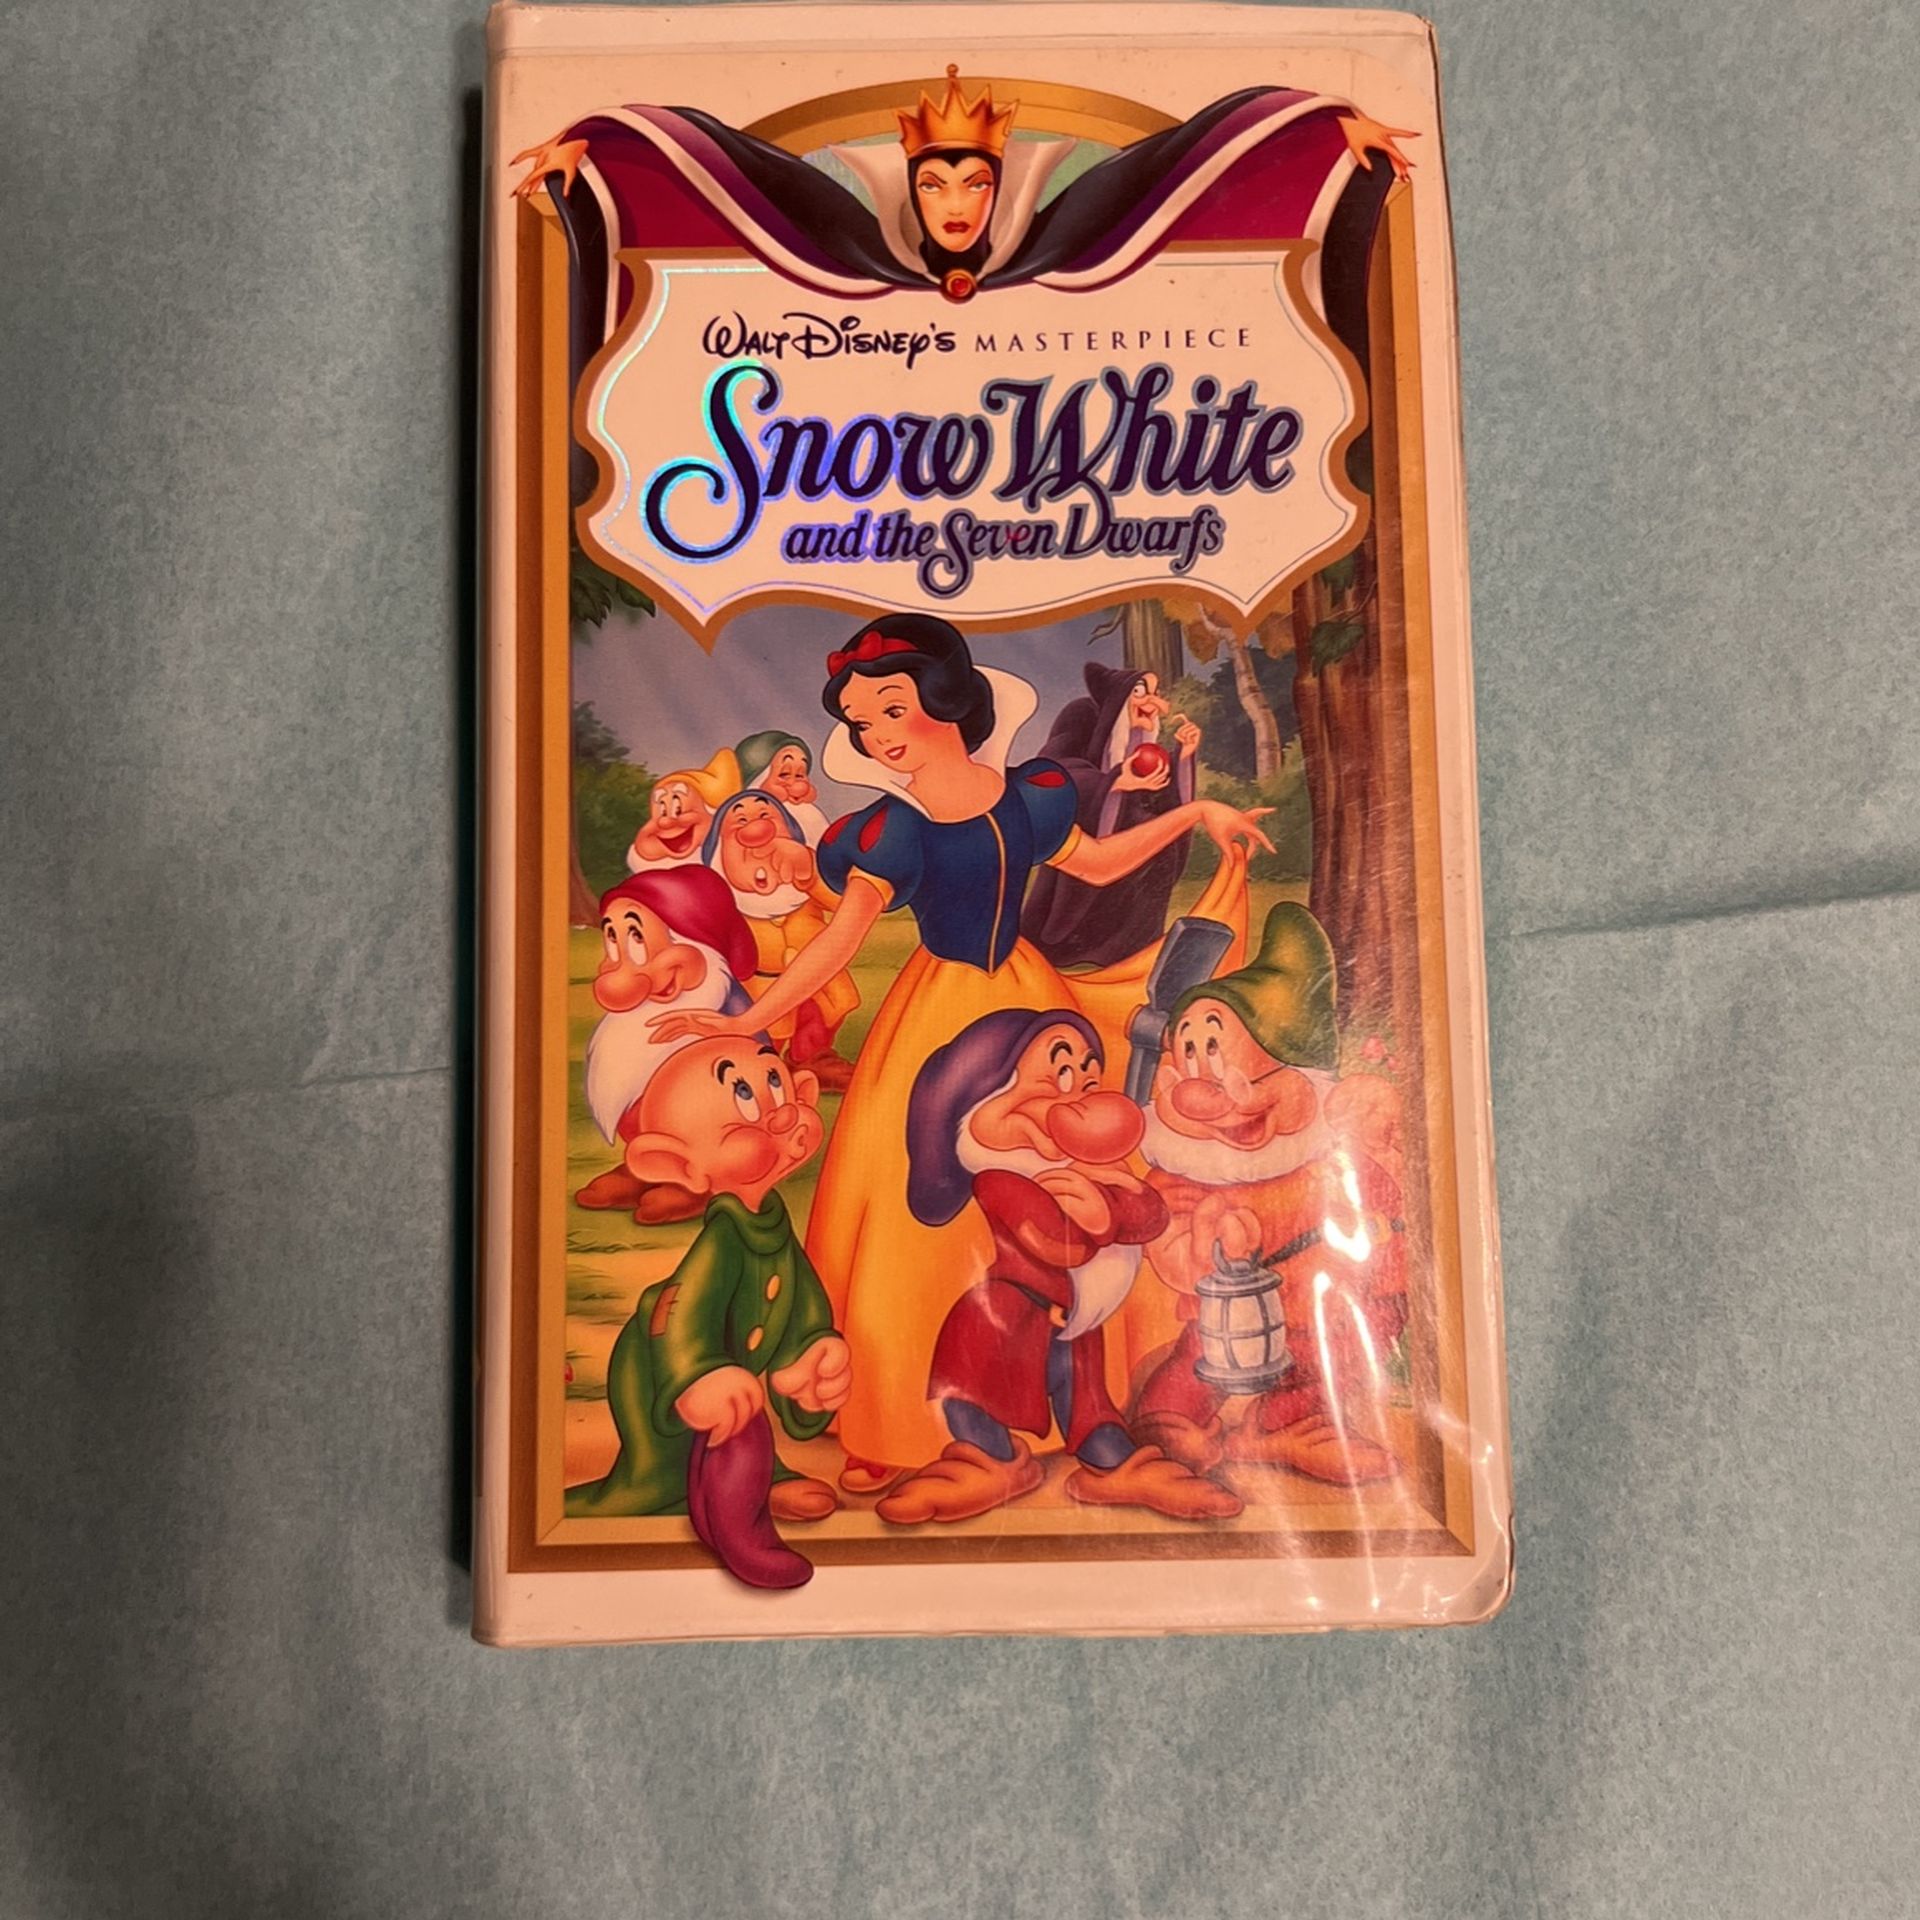 Walt Disney's MASTERPIECE
Snow White
and the Seven Dwarfs